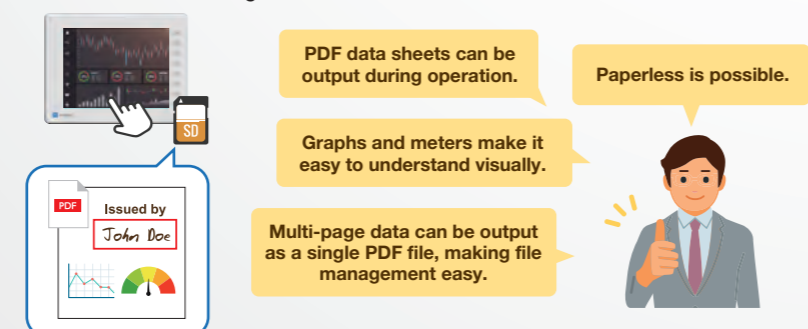 PDF data sheets can be
output during operation.
Paperless is possible.
Graphs and meters make it
easy to understand visually.
Multi-page data can be output
as a single PDF file, making file
management easy.
SD
PDF
Issued by
John Doe